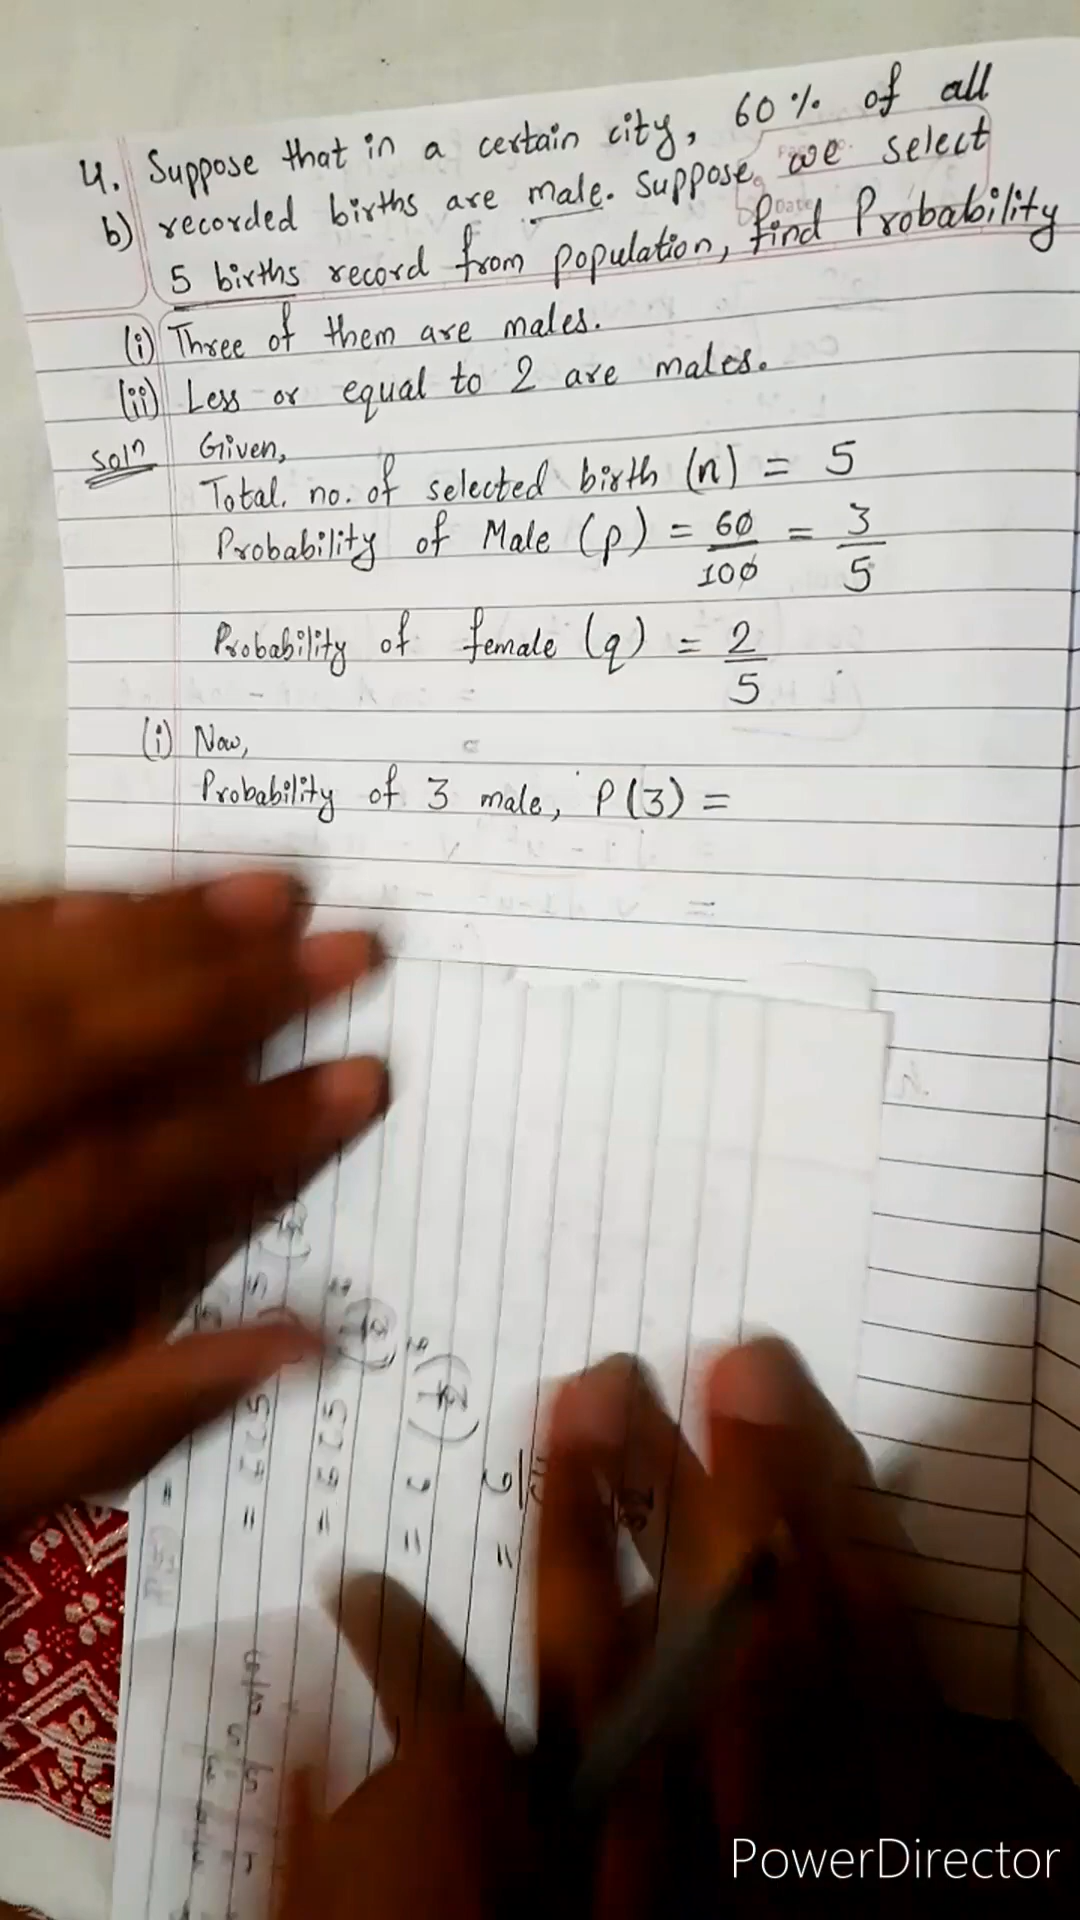 4. Suppose that in a certain city, 60% of all
b) recorded births are male. Suppose we select
5 births record from population, find Probability
(i) Three of them are males.
(ii) Less or equal to 2 are males.
Soln Given,
Total. no. of selected birth (n) = 5
Probability of Male (p) = 60/100 = 3/5
Probability of female (q) = 2/5
(i) Now,
Probability of 3 male, P(3) =
PowerDirector